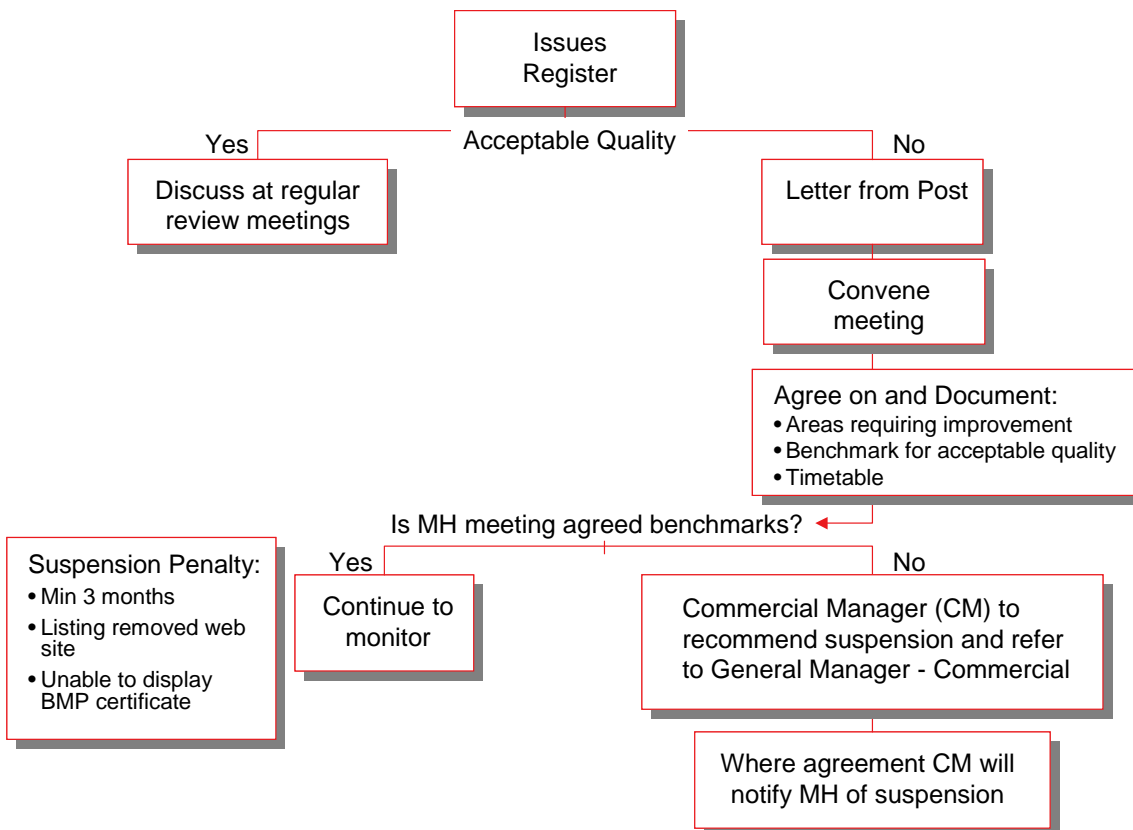 Issues
Register
Acceptable Quality
Yes
No
Discuss at regular
review meetings
Letter from Post
Convene
meeting
Agree on and Document:
• Areas requiring improvement
• Benchmark for acceptable quality
• Timetable
Is MH meeting agreed benchmarks?
Suspension Penalty:
• Min 3 months
• Listing removed web
site
• Unable to display
BMP certificate
Yes
No
Continue to
monitor
Commercial Manager (CM) to
recommend suspension and refer
to General Manager - Commercial
Where agreement CM will
notify MH of suspension